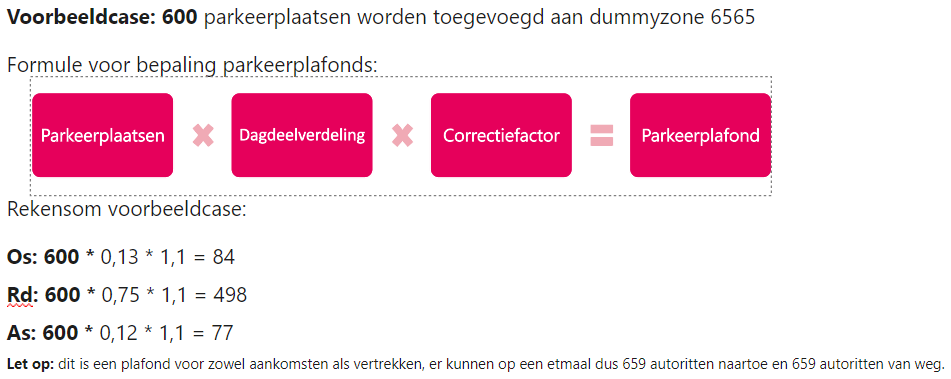 Voorbeeldcase: 600 parkeerplaatsen worden toegevoegd aan dummyzone 6565
Formule voor bepaling parkeerplafonds:
Parkeerplaatsen × Dagdeelverdeling × Correctiefactor = Parkeerplafond
Rekensom voorbeeldcase:
Os: 600 * 0,13 * 1,1 = 84
Rd: 600 * 0,75 * 1,1 = 498
As: 600 * 0,12 * 1,1 = 77
Let op: dit is een plafond voor zowel aankomsten als vertrekken, er kunnen op een etmaal dus 659 autoritten naartoe en 659 autoritten van weg.